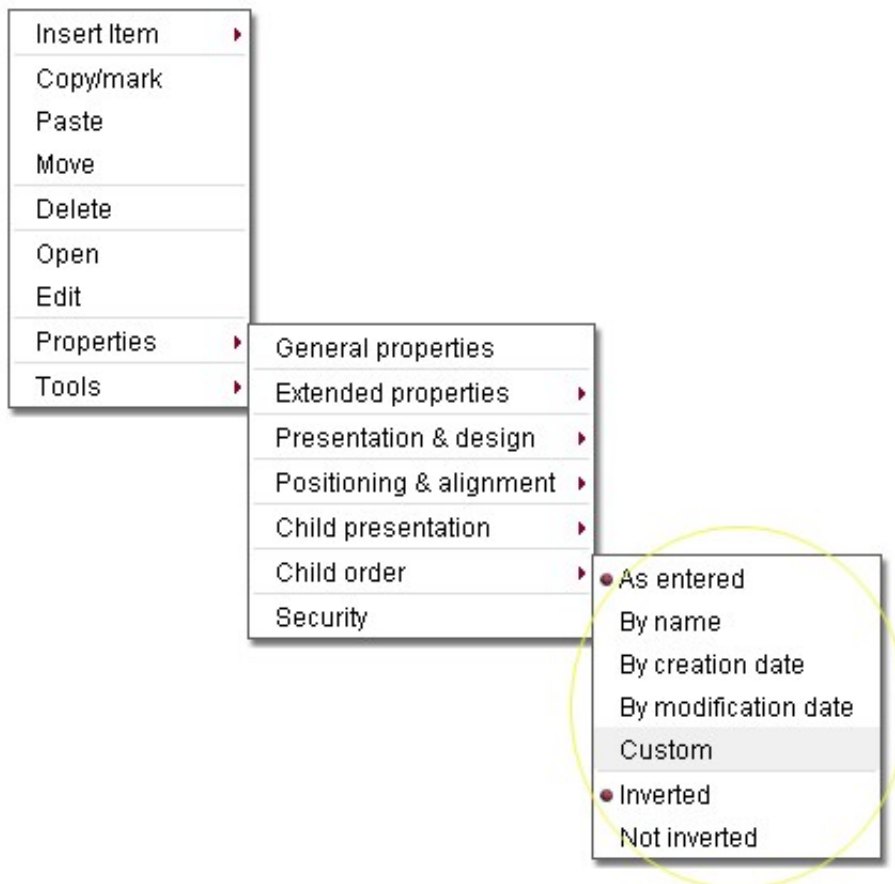 Insert Item
Copy/mark
Paste
Move
Delete
Open
Edit
Properties
Tools
General properties
Extended properties
Presentation & design
Positioning & alignment
Child presentation
Child order
Security
As entered
By name
By creation date
By modification date
Custom
Inverted
Not inverted